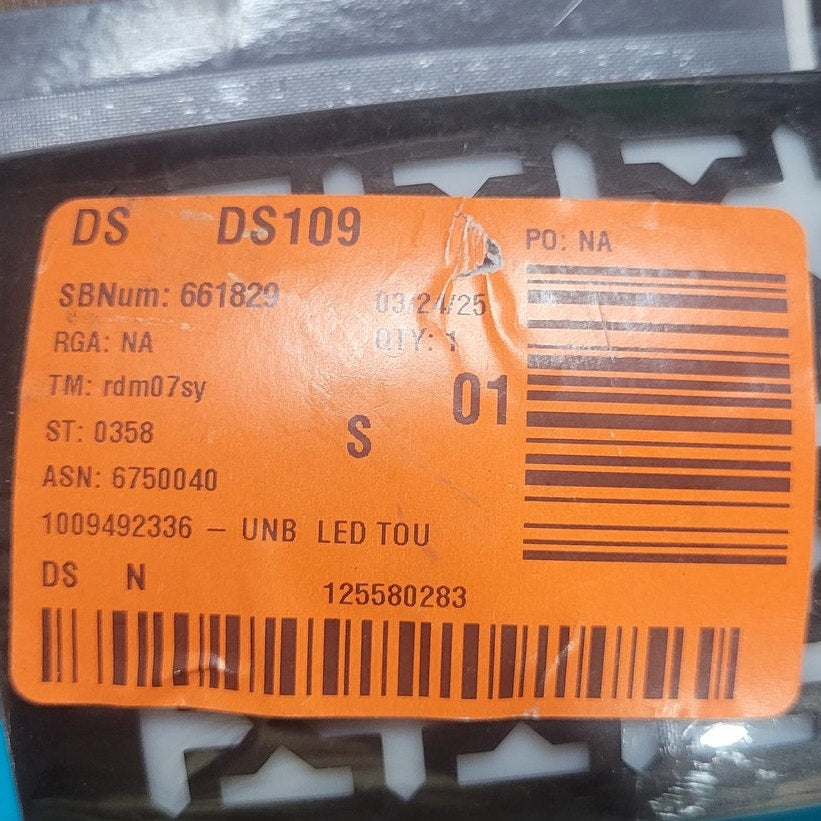 DS DS109
PO: NA
SBNum: 661829 03/24/25
RGA: NA QTY: 1
TM: rdm07sy
01
ST: 0358 S
ASN: 6750040
1009492336 – UNB LED TOU
DS N 125580283